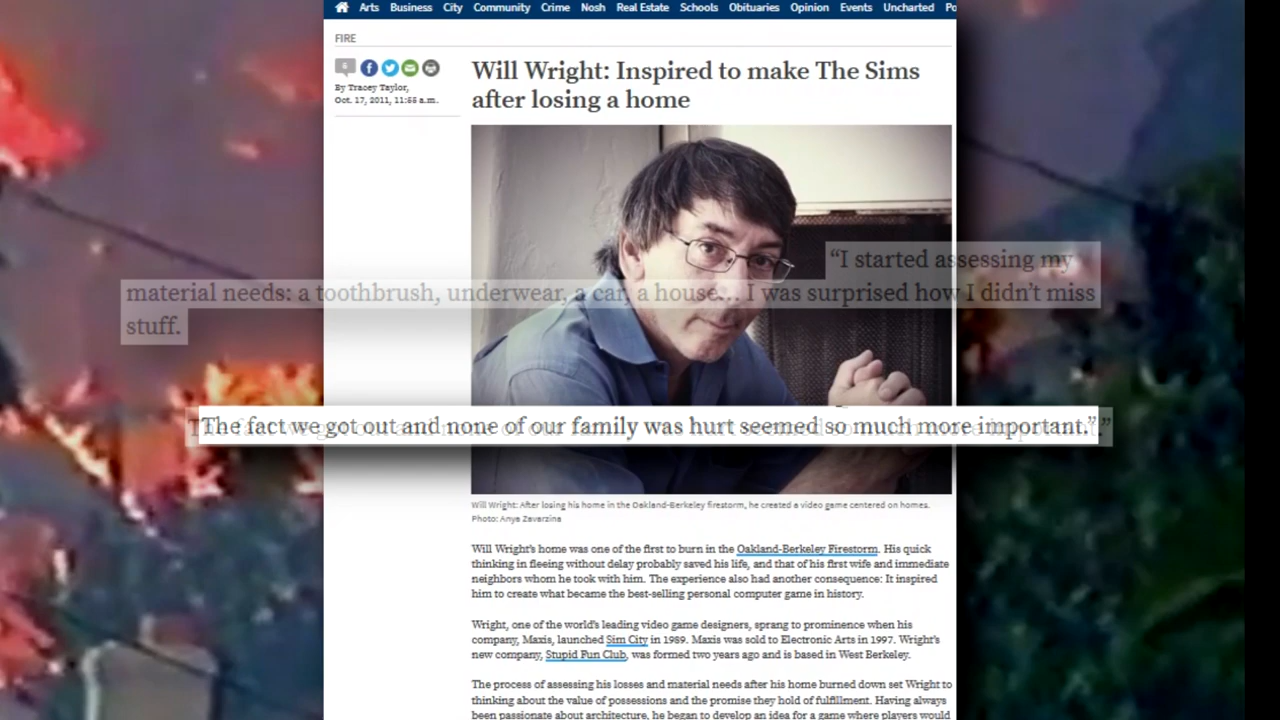 Arts Business City Community Crime Nosh Real Estate Schools Obituaries Opinion Events Uncharted Po
FIRE
6
By Tracey Taylor,
Oct. 17, 2011, 11:55 a.m.
Will Wright: Inspired to make The Sims
after losing a home
“I started assessing my
material needs: a toothbrush, underwear, a car, a house... I was surprised how I didn’t miss
stuff.
The fact we got out and none of our family was hurt seemed so much more important.”
Will Wright: After losing his home in the Oakland-Berkeley firestorm, he created a video game centered on homes.
Photo: Anya Zavarzina
Will Wright’s home was one of the first to burn in the Oakland-Berkeley Firestorm. His quick
thinking in fleeing without delay probably saved his life, and that of his first wife and immediate
neighbors whom he took with him. The experience also had another consequence: It inspired
him to create what became the best-selling personal computer game in history.
Wright, one of the world’s leading video game designers, sprang to prominence when his
company, Maxis, launched Sim City in 1989. Maxis was sold to Electronic Arts in 1997. Wright’s
new company, Stupid Fun Club, was formed two years ago and is based in West Berkeley.
The process of assessing his losses and material needs after his home burned down set Wright to
thinking about the value of possessions and the promise they hold of fulfillment. Having always
been passionate about architecture, he began to develop an idea for a game where players would